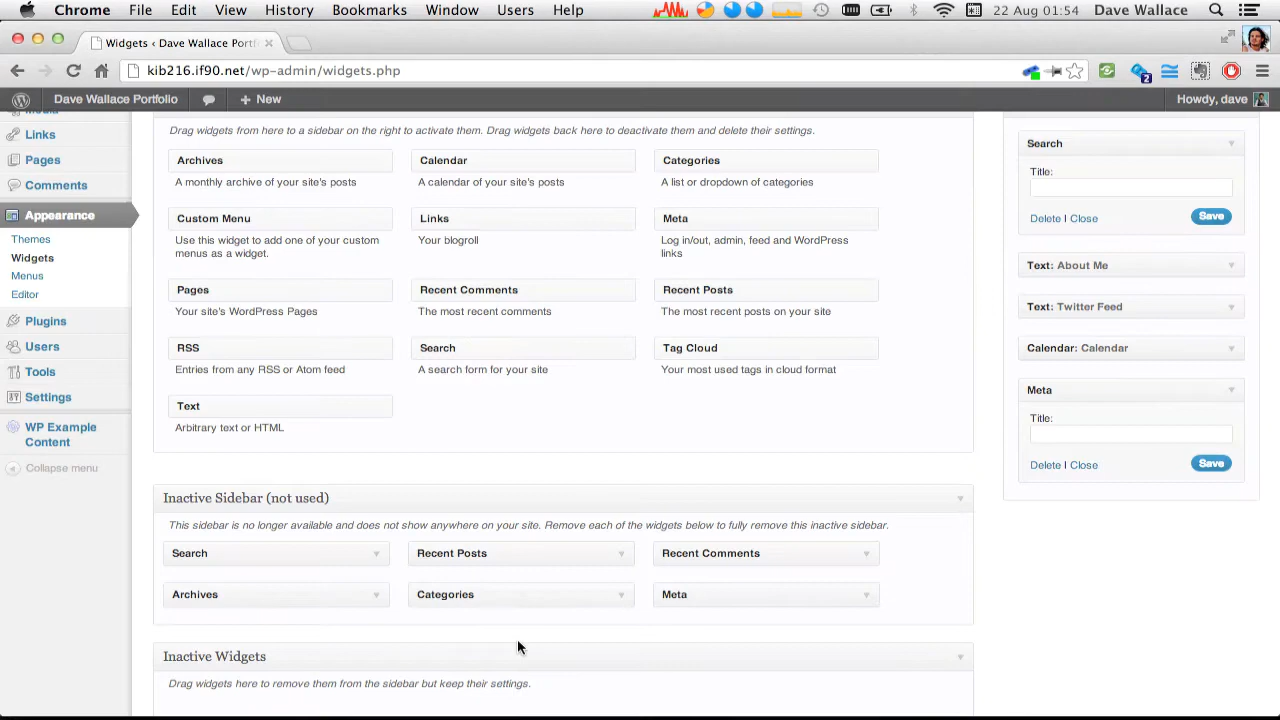 Chrome File Edit View History Bookmarks Window Users Help 22 Aug 01:54 Dave Wallace
Widgets ‹ Dave Wallace Portf
kib216.if90.net/wp-admin/widgets.php
2
Dave Wallace Portfolio + New Howdy, dave
Media
Links
Pages
Comments
Appearance
Themes
Widgets
Menus
Editor
Plugins
Users
Tools
Settings
WP Example
Content
Collapse menu
Drag widgets from here to a sidebar on the right to activate them. Drag widgets back here to deactivate them and delete their settings.
Archives Calendar Categories
A monthly archive of your site's posts A calendar of your site's posts A list or dropdown of categories
Custom Menu Links Meta
Use this widget to add one of your custom Your blogroll Log in/out, admin, feed and WordPress
menus as a widget. links
Pages Recent Comments Recent Posts
Your site's WordPress Pages The most recent comments The most recent posts on your site
RSS Search Tag Cloud
Entries from any RSS or Atom feed A search form for your site Your most used tags in cloud format
Text
Arbitrary text or HTML
Inactive Sidebar (not used)
This sidebar is no longer available and does not show anywhere on your site. Remove each of the widgets below to fully remove this inactive sidebar.
Search Recent Posts Recent Comments
Archives Categories Meta
Inactive Widgets
Drag widgets here to remove them from the sidebar but keep their settings.
Search
Title:
Delete | Close Save
Text: About Me
Text: Twitter Feed
Calendar: Calendar
Meta
Title:
Delete | Close Save